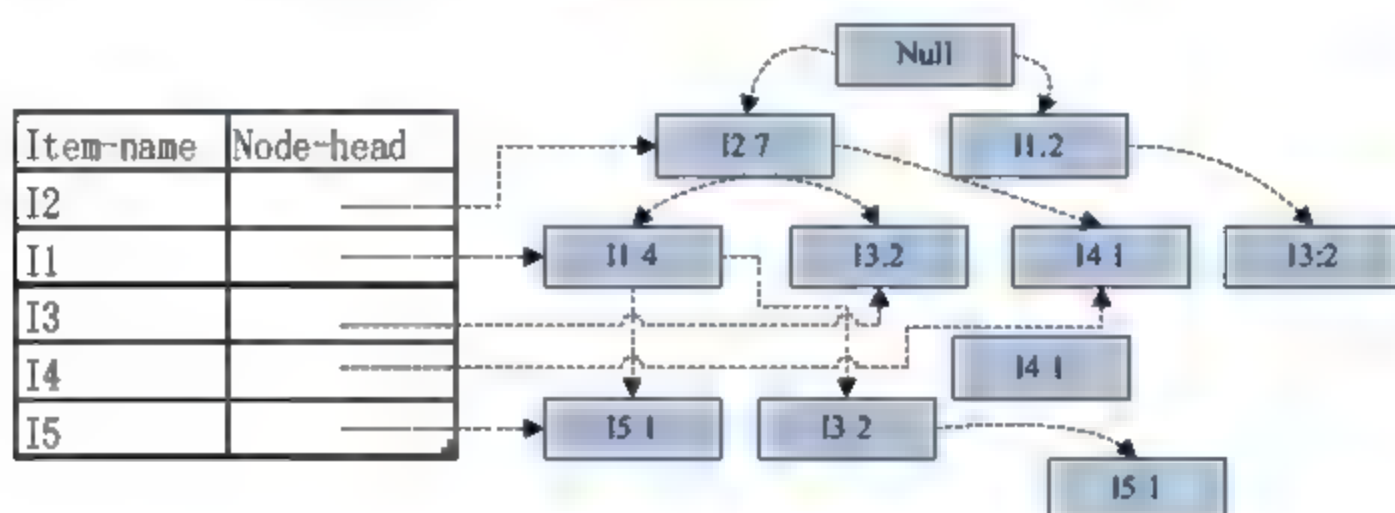 Null
Item-name Node-head
I2
I1
I3
I4
I5
I2 7
I1.2
I1 4
I3.2
I4 1
I3:2
I4 1
I5 1
I3 2
I5 1